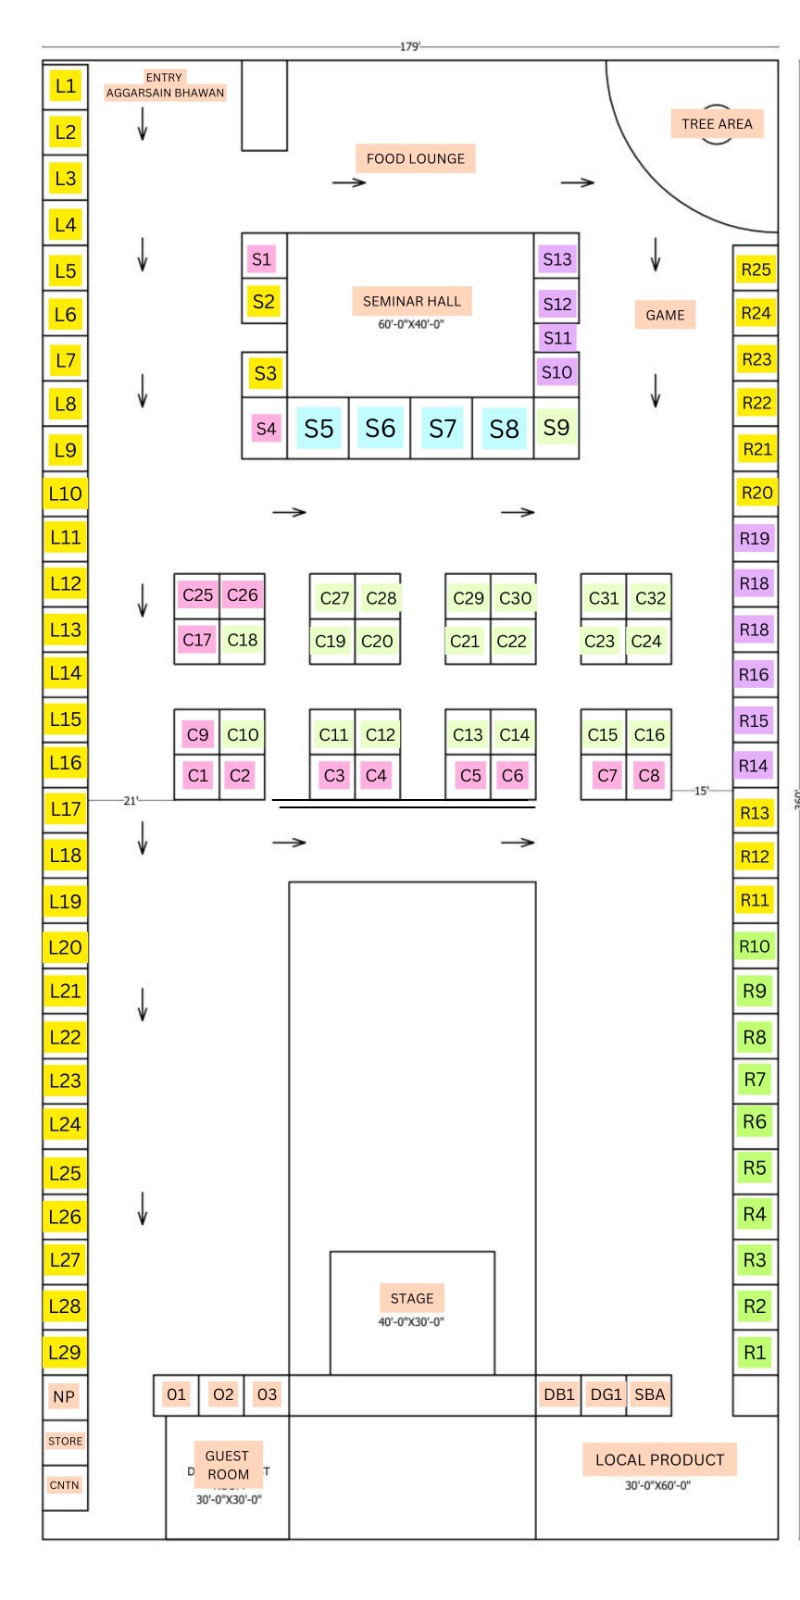 179'
ENTRY
AGGARSAIN BHAWAN
TREE AREA
FOOD LOUNGE
L1
L2
L3
L4
L5
L6
L7
L8
L9
L10
L11
L12
L13
L14
L15
L16
L17
L18
L19
L20
L21
L22
L23
L24
L25
L26
L27
L28
L29
NP
STORE
CNTN
S1
S2
S3
S4
SEMINAR HALL
60'-0"X40'-0"
S13
S12
S11
S10
S5 S6 S7 S8 S9
GAME
C25 C26 C27 C28 C29 C30 C31 C32
C17 C18 C19 C20 C21 C22 C23 C24
C9 C10 C11 C12 C13 C14 C15 C16
C1 C2 C3 C4 C5 C6 C7 C8
21'
15'
360'
R25
R24
R23
R22
R21
R20
R19
R18
R18
R16
R15
R14
R13
R12
R11
R10
R9
R8
R7
R6
R5
R4
R3
R2
R1
STAGE
40'-0"X30'-0"
O1 O2 O3
DB1 DG1 SBA
GUEST
ROOM
30'-0"X30'-0"
LOCAL PRODUCT
30'-0"X60'-0"